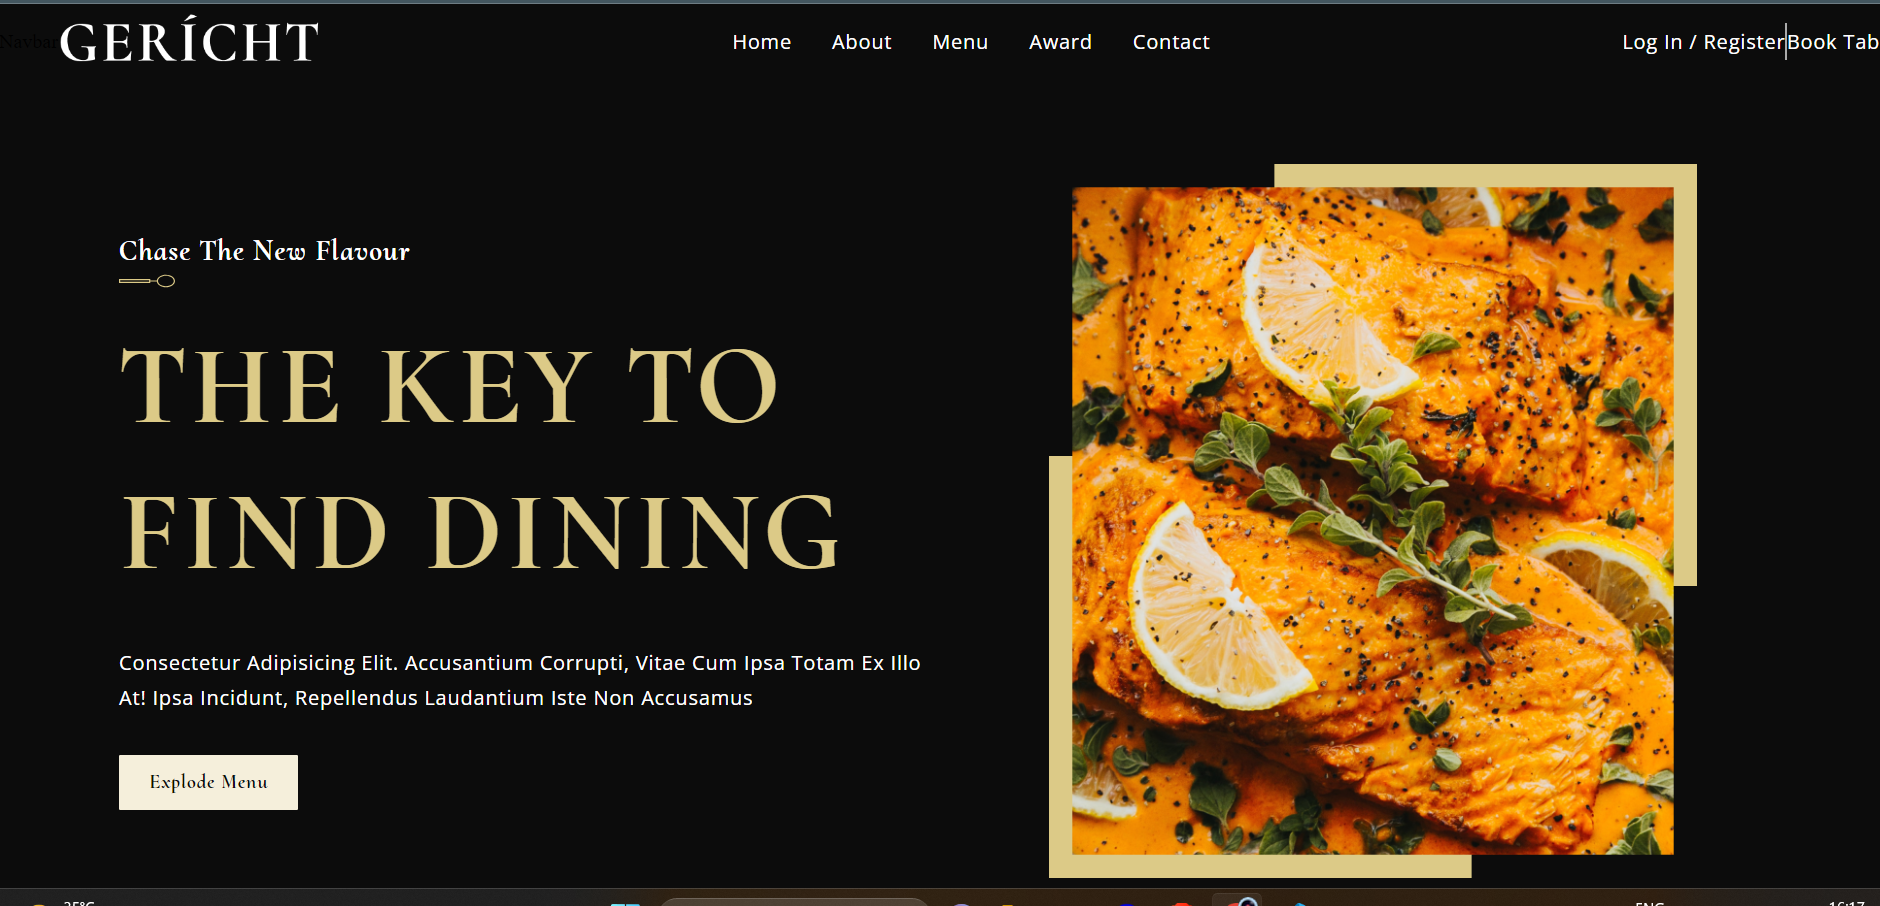 Navbar
GERÍCHT
Home About Menu Award Contact
Log In / Register Book Tab
Chase The New Flavour
THE KEY TO
FIND DINING
Consectetur Adipisicing Elit. Accusantium Corrupti, Vitae Cum Ipsa Totam Ex Illo
At! Ipsa Incidunt, Repellendus Laudantium Iste Non Accusamus
Explode Menu